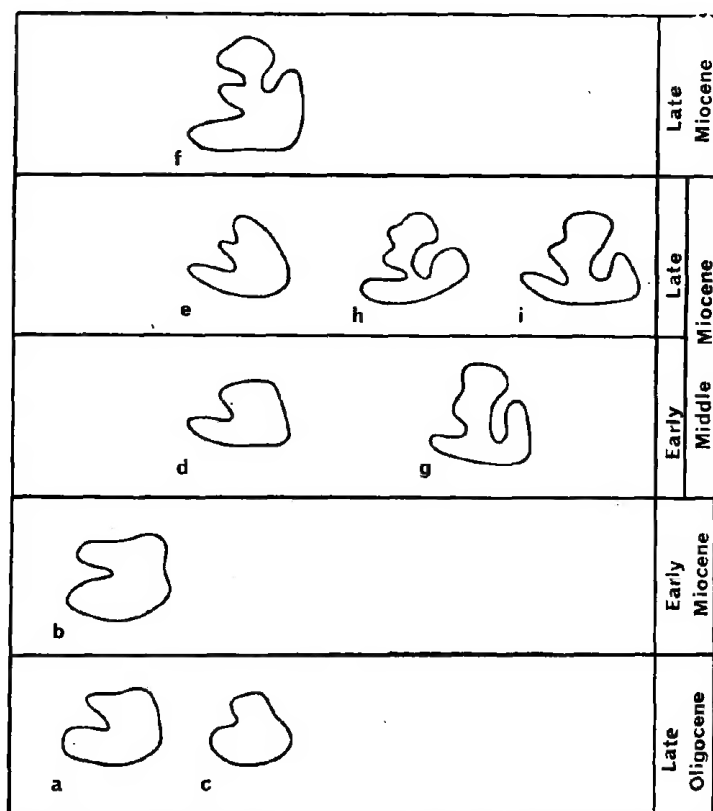 f
Late
Miocene
e
h
i
Late
d
g
Early
Middle
Miocene
b
Early
Miocene
a
c
Late
Oligocene